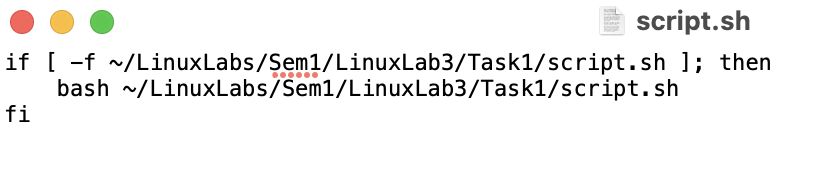 script.sh
if [ -f ~/LinuxLabs/Sem1/LinuxLab3/Task1/script.sh ]; then
    bash ~/LinuxLabs/Sem1/LinuxLab3/Task1/script.sh
fi